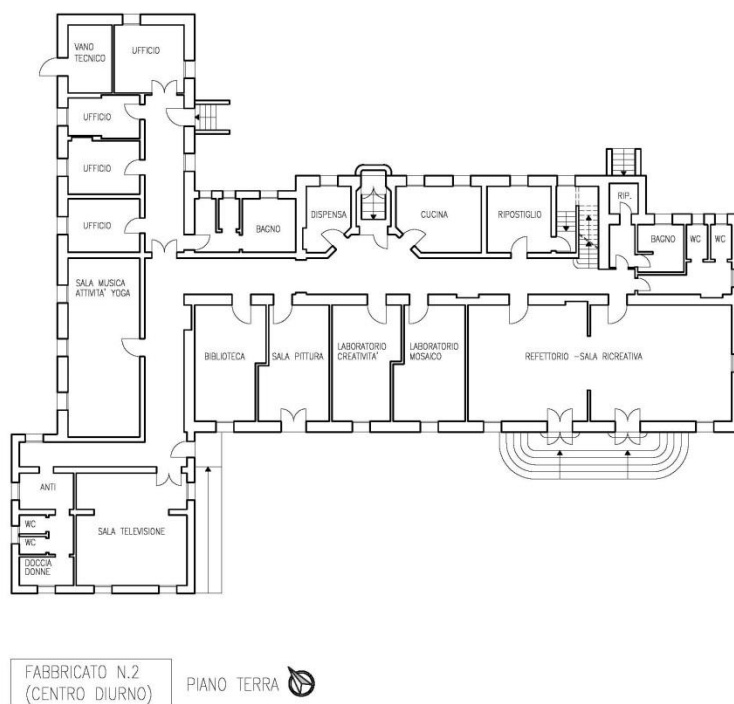 VANO
TECNICO
UFFICIO
UFFICIO
UFFICIO
UFFICIO
BAGNO
DISPENSA
CUCINA
RIPOSTIGLIO
RIP.
BAGNO
WC
WC
SALA MUSICA
ATTIVITA' YOGA
BIBLIOTECA
SALA PITTURA
LABORATORIO
CREATIVITA'
LABORATORIO
MOSAICO
REFETTORIO -SALA RICREATIVA
ANTI
WC
WC
DOCCIA
DONNE
SALA TELEVISIONE
FABBRICATO N.2
(CENTRO DIURNO)
PIANO TERRA